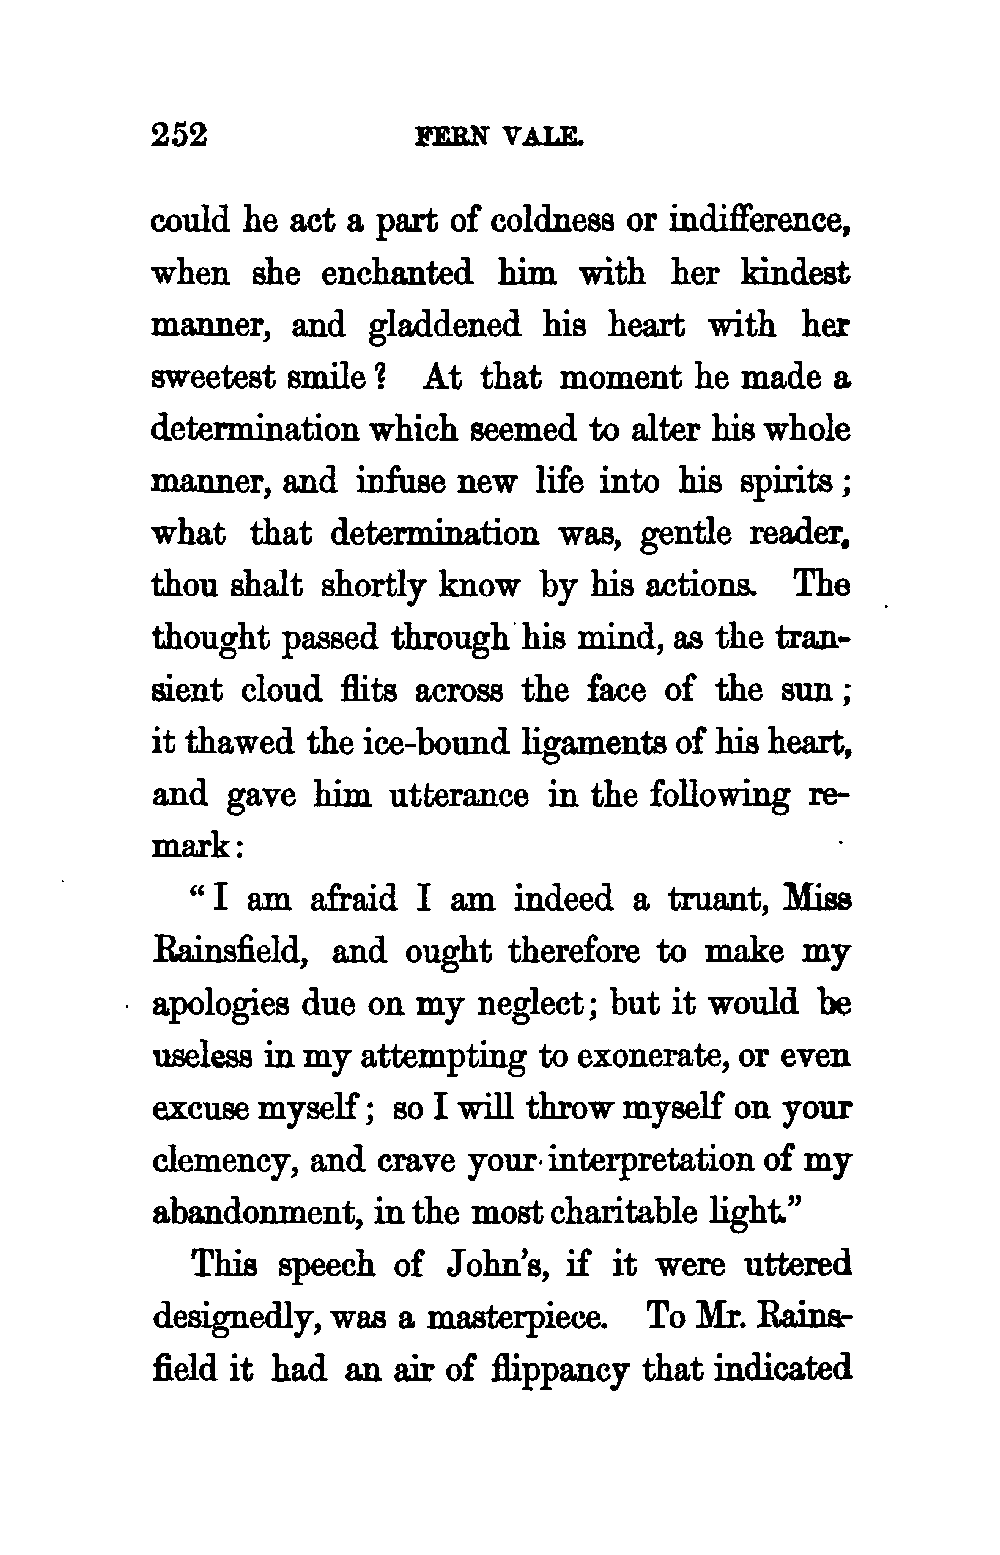 252 FERN VALE.
could he act a part of coldness or indifference,
when she enchanted him with her kindest
manner, and gladdened his heart with her
sweetest smile? At that moment he made a
determination which seemed to alter his whole
manner, and infuse new life into his spirits;
what that determination was, gentle reader,
thou shalt shortly know by his actions. The
thought passed through his mind, as the tran-
sient cloud flits across the face of the sun;
it thawed the ice-bound ligaments of his heart,
and gave him utterance in the following re-
mark:
“I am afraid I am indeed a truant, Miss
Rainsfield, and ought therefore to make my
apologies due on my neglect; but it would be
useless in my attempting to exonerate, or even
excuse myself; so I will throw myself on your
clemency, and crave your interpretation of my
abandonment, in the most charitable light.”
This speech of John’s, if it were uttered
designedly, was a masterpiece. To Mr. Rains-
field it had an air of flippancy that indicated